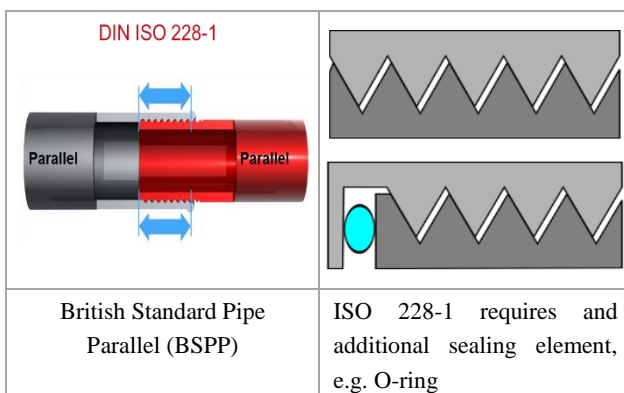 DIN ISO 228-1
Parallel
Parallel
British Standard Pipe
Parallel (BSPP)
ISO 228-1 requires and
additional sealing element,
e.g. O-ring